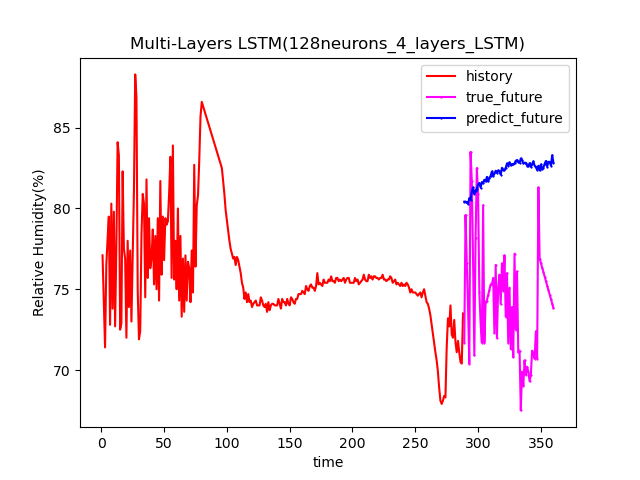 Multi-Layers LSTM(128neurons_4_layers_LSTM)
history
true_future
predict_future
Relative Humidity(%)
85
80
75
70
0 50 100 150 200 250 300 350
time